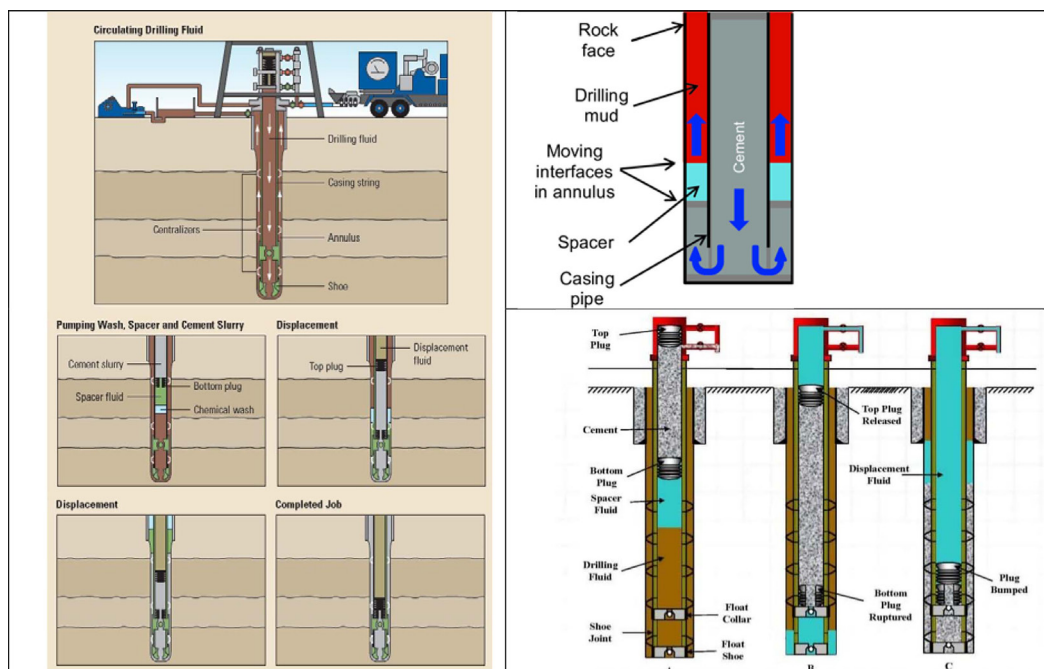 Circulating Drilling Fluid
Drilling fluid
Casing string
Centralizers
Annulus
Shoe
Pumping Wash, Spacer and Cement Slurry
Cement slurry
Bottom plug
Spacer fluid
Chemical wash
Displacement
Displacement
fluid
Top plug
Displacement
Completed Job
Rock
face
Drilling
mud
Moving
interfaces
in annulus
Spacer
Casing
pipe
Cement
Top
Plug
Cement
Bottom
Plug
Spacer
Fluid
Drilling
Fluid
Shoe
Joint
Float
Collar
Float
Shoe
Top Plug
Released
Bottom
Plug
Ruptured
Displacement
Fluid
Plug
Bumped
A
B
C